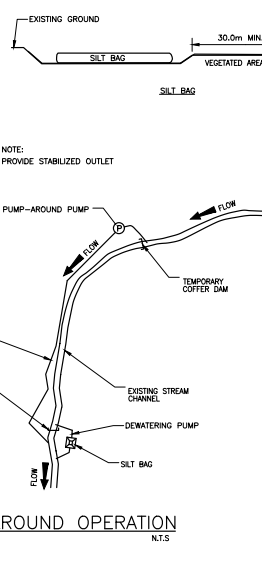 EXISTING GROUND
30.0m MIN.
SILT BAG
VEGETATED AREA
SILT BAG
NOTE:
PROVIDE STABILIZED OUTLET
PUMP-AROUND PUMP
P
FLOW
FLOW
TEMPORARY
COFFER DAM
EXISTING STREAM
CHANNEL
DEWATERING PUMP
SILT BAG
FLOW
ROUND OPERATION
N.T.S